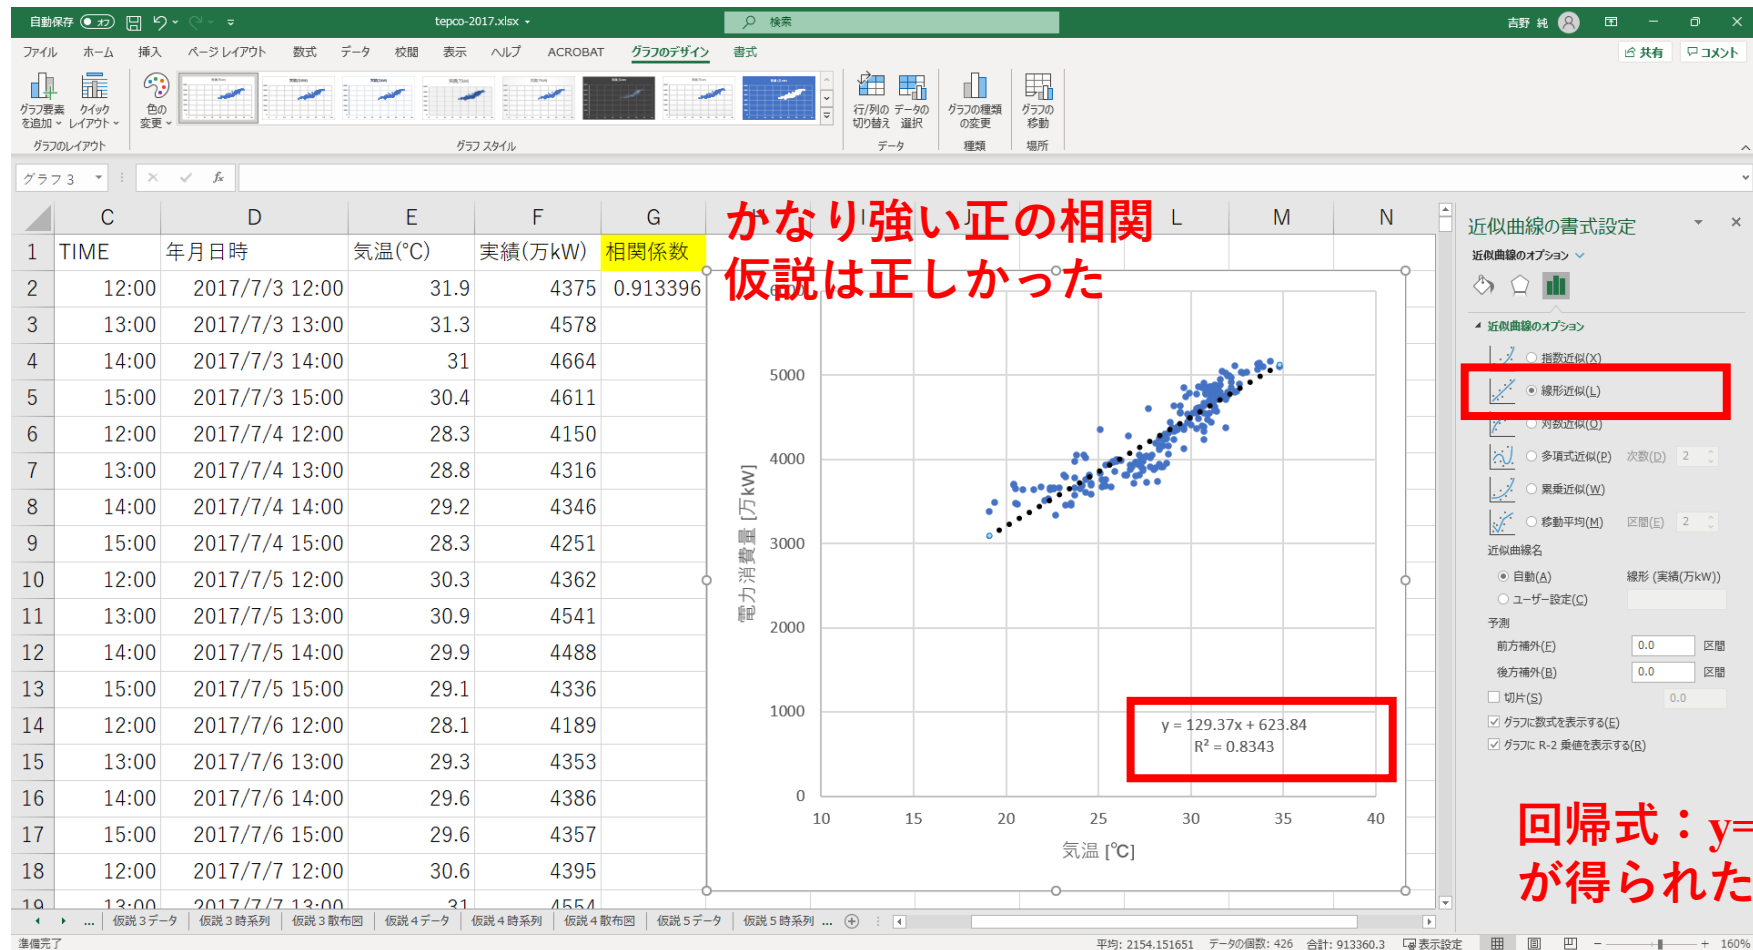 自動保存 オフ tepco-2017.xlsx 検索 吉野 純
ファイル ホーム 挿入 ページ レイアウト 数式 データ 校閲 表示 ヘルプ ACROBAT グラフのデザイン 書式 共有 コメント
グラフ要素を追加 クイックレイアウト 色の変更 行/列の切り替え データの選択 グラフの種類の変更 グラフの移動
グラフのレイアウト グラフ スタイル データ 種類 場所
グラフ 3 fx
C D E F G H I J L M N
かなり強い正の相関
仮説は正しかった
1 TIME 年月日時 気温(℃) 実績(万kW) 相関係数
2 12:00 2017/7/3 12:00 31.9 4375 0.913396
3 13:00 2017/7/3 13:00 31.3 4578
4 14:00 2017/7/3 14:00 31 4664
5 15:00 2017/7/3 15:00 30.4 4611
6 12:00 2017/7/4 12:00 28.3 4150
7 13:00 2017/7/4 13:00 28.8 4316
8 14:00 2017/7/4 14:00 29.2 4346
9 15:00 2017/7/4 15:00 28.3 4251
10 12:00 2017/7/5 12:00 30.3 4362
11 13:00 2017/7/5 13:00 30.9 4541
12 14:00 2017/7/5 14:00 29.9 4488
13 15:00 2017/7/5 15:00 29.1 4336
14 12:00 2017/7/6 12:00 28.1 4189
15 13:00 2017/7/6 13:00 29.3 4353
16 14:00 2017/7/6 14:00 29.6 4386
17 15:00 2017/7/6 15:00 29.6 4357
18 12:00 2017/7/7 12:00 30.6 4395
19 13:00 2017/7/7 13:00 31 4554
6000
5000
4000
3000
2000
1000
0
電力消費量 [万kW]
y = 129.37x + 623.84
R² = 0.8343
10 15 20 25 30 35 40
気温 [℃]
近似曲線の書式設定
近似曲線のオプション
近似曲線のオプション
指数近似(X)
線形近似(L)
対数近似(O)
多項式近似(P) 次数(D) 2
累乗近似(W)
移動平均(M) 区間(E) 2
近似曲線名
自動(A) 線形 (実績(万kW))
ユーザー設定(C)
予測
前方補外(F) 0.0 区間
後方補外(B) 0.0 区間
切片(S) 0.0
グラフに数式を表示する(E)
グラフに R-2 乗値を表示する(R)
回帰式：y=
が得られた
... 仮説３データ 仮説３時系列 仮説３散布図 仮説４データ 仮説４時系列 仮説４散布図 仮説５データ 仮説５時系列 ...
準備完了 平均: 2154.151651 データの個数: 426 合計: 913360.3 表示設定 160%